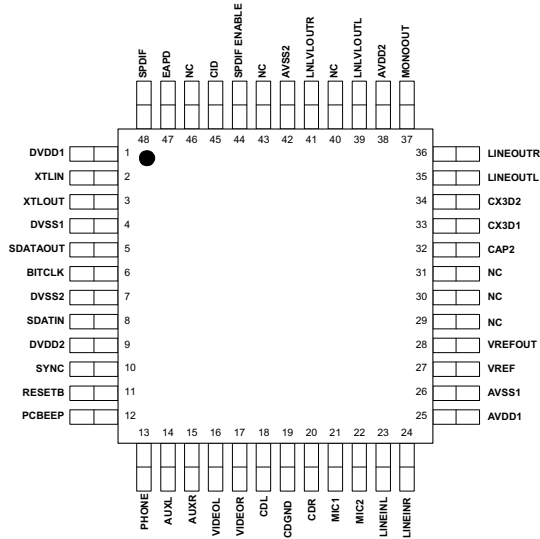 SPDIF
EAPD
NC
CID
SPDIF ENABLE
NC
AVSS2
LNLVLOUTR
NC
LNLVLOUTL
AVDD2
MONOOUT
48 47 46 45 44 43 42 41 40 39 38 37
DVDD1 1
XTLIN 2
XTLOUT 3
DVSS1 4
SDATAOUT 5
BITCLK 6
DVSS2 7
SDATIN 8
DVDD2 9
SYNC 10
RESETB 11
PCBEEP 12
36 LINEOUTR
35 LINEOUTL
34 CX3D2
33 CX3D1
32 CAP2
31 NC
30 NC
29 NC
28 VREFOUT
27 VREF
26 AVSS1
25 AVDD1
13 14 15 16 17 18 19 20 21 22 23 24
PHONE
AUXL
AUXR
VIDEOL
VIDEOR
CDL
CDGND
CDR
MIC1
MIC2
LINEINL
LINEINR